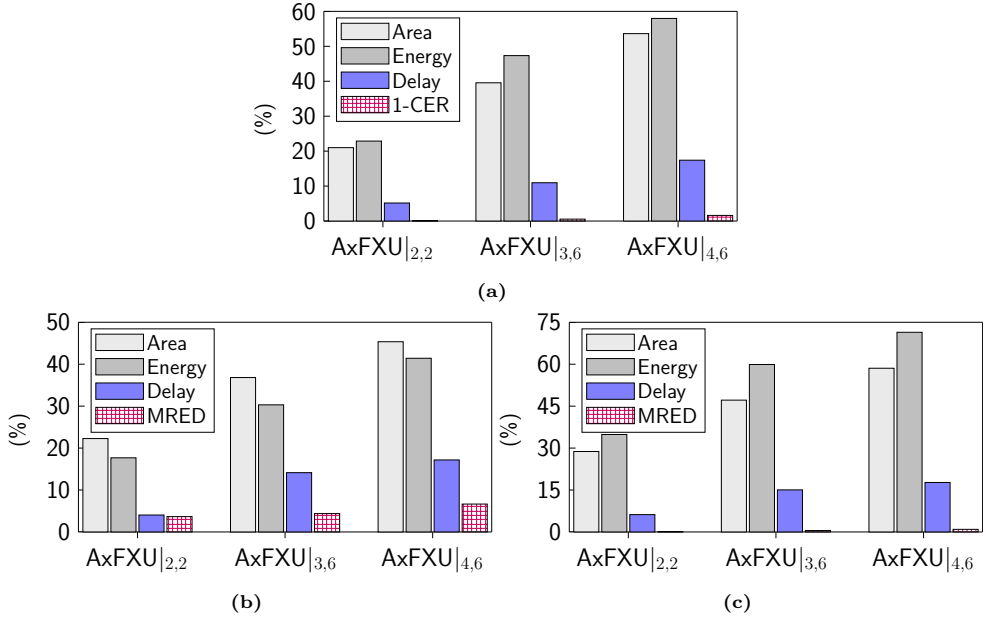 60
50
40
30
20
10
0
(%)
Area
Energy
Delay
1-CER
AxFXU|2,2
AxFXU|3,6
AxFXU|4,6
(a)
50
40
30
20
10
0
(%)
Area
Energy
Delay
MRED
AxFXU|2,2
AxFXU|3,6
AxFXU|4,6
(b)
75
60
45
30
15
0
(%)
Area
Energy
Delay
MRED
AxFXU|2,2
AxFXU|3,6
AxFXU|4,6
(c)